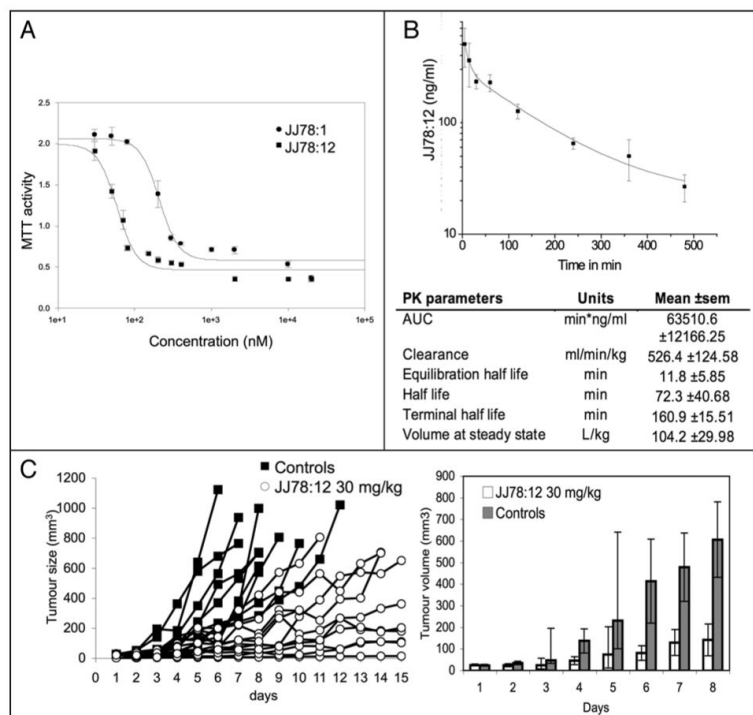 A
2.5
2.0
1.5
1.0
0.5
0.0
MTT activity
JJ78:1
JJ78:12
1e+1 1e+2 1e+3 1e+4 1e+5
Concentration (nM)
B
JJ78:12 (ng/ml)
100
10
0 100 200 300 400 500
Time in min
PK parameters Units Mean ±sem
AUC min*ng/ml 63510.6
±12166.25
Clearance ml/min/kg 526.4 ±124.58
Equilibration half life min 11.8 ±5.85
Half life min 72.3 ±40.68
Terminal half life min 160.9 ±15.51
Volume at steady state L/kg 104.2 ±29.98
C
Controls
JJ78:12 30 mg/kg
1200
1000
800
600
400
200
0
Tumour size (mm³)
0 1 2 3 4 5 6 7 8 9 10 11 12 13 14 15
days
JJ78:12 30 mg/kg
Controls
900
800
700
600
500
400
300
200
100
0
Tumour volume (mm3)
1 2 3 4 5 6 7 8
Days